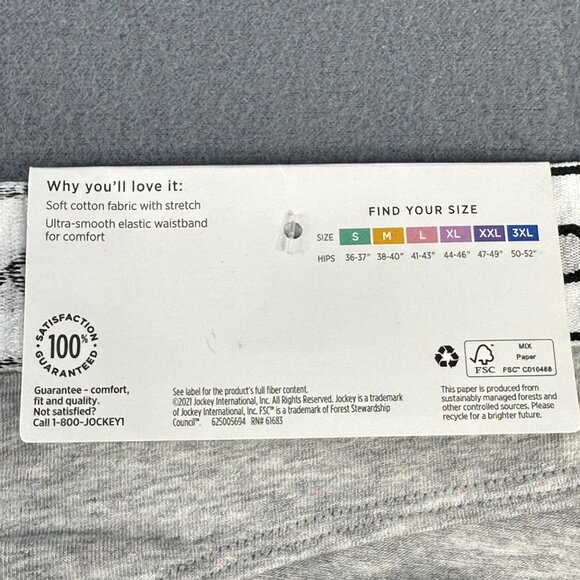 Why you'll love it:
Soft cotton fabric with stretch
Ultra-smooth elastic waistband
for comfort
FIND YOUR SIZE
SIZE S M L XL XXL 3XL
HIPS 36-37" 38-40" 41-43" 44-46" 47-49" 50-52"
SATISFACTION
100%
GUARANTEED
Guarantee – comfort,
fit and quality.
Not satisfied?
Call 1-800-JOCKEY1
See label for the product's full fiber content.
©2021 Jockey International, Inc. All Rights Reserved. Jockey is a trademark
of Jockey International, Inc. FSC™ is a trademark of Forest Stewardship
Council™. 625005694 RN# 61683
FSC
MIX
Paper
FSC™ C010468
This paper is produced from
sustainably managed forests and
other controlled sources. Please
recycle for a brighter future.